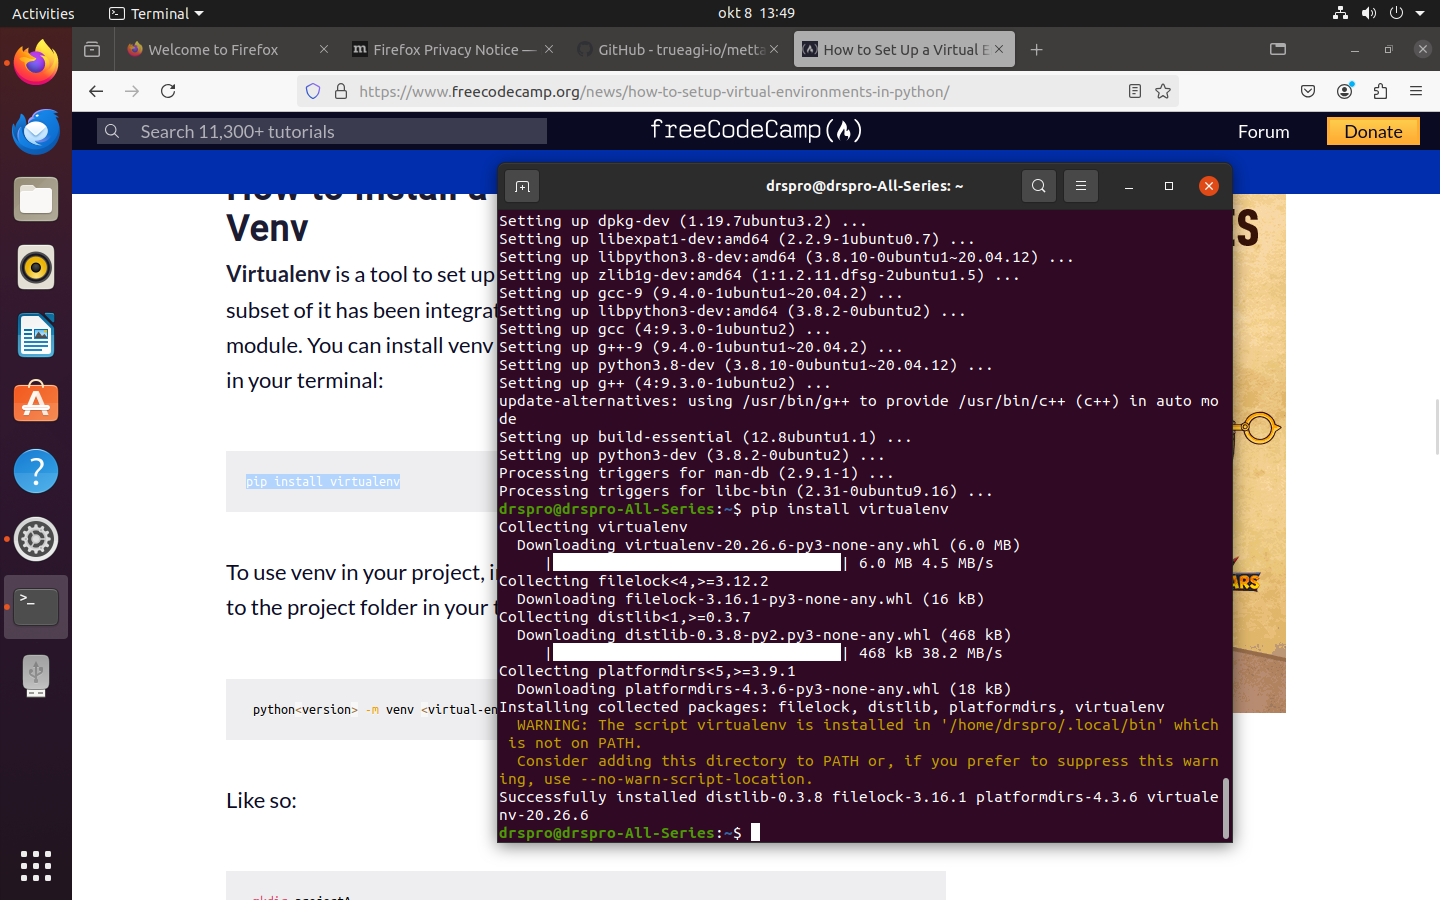 Activities
Terminal
okt 8 13:49
Welcome to Firefox
Firefox Privacy Notice —
GitHub - trueagi-io/metta
How to Set Up a Virtual E
https://www.freecodecamp.org/news/how-to-setup-virtual-environments-in-python/
Search 11,300+ tutorials
freeCodeCamp
Forum
Donate
How to Install a
Venv
Virtualenv is a tool to set up
subset of it has been integrat
module. You can install venv
in your terminal:
pip install virtualenv
To use venv in your project, i
to the project folder in your t
python<version> -m venv <virtual-en
Like so:
mkdir projectA
drspro@drspro-All-Series: ~
Setting up dpkg-dev (1.19.7ubuntu3.2) ...
Setting up libexpat1-dev:amd64 (2.2.9-1ubuntu0.7) ...
Setting up libpython3.8-dev:amd64 (3.8.10-0ubuntu1~20.04.12) ...
Setting up zlib1g-dev:amd64 (1:1.2.11.dfsg-2ubuntu1.5) ...
Setting up gcc-9 (9.4.0-1ubuntu1~20.04.2) ...
Setting up libpython3-dev:amd64 (3.8.2-0ubuntu2) ...
Setting up gcc (4:9.3.0-1ubuntu2) ...
Setting up g++-9 (9.4.0-1ubuntu1~20.04.2) ...
Setting up python3.8-dev (3.8.10-0ubuntu1~20.04.12) ...
Setting up g++ (4:9.3.0-1ubuntu2) ...
update-alternatives: using /usr/bin/g++ to provide /usr/bin/c++ (c++) in auto mo
de
Setting up build-essential (12.8ubuntu1.1) ...
Setting up python3-dev (3.8.2-0ubuntu2) ...
Processing triggers for man-db (2.9.1-1) ...
Processing triggers for libc-bin (2.31-0ubuntu9.16) ...
drspro@drspro-All-Series:~$ pip install virtualenv
Collecting virtualenv
Downloading virtualenv-20.26.6-py3-none-any.whl (6.0 MB)
| | 6.0 MB 4.5 MB/s
Collecting filelock<4,>=3.12.2
Downloading filelock-3.16.1-py3-none-any.whl (16 kB)
Collecting distlib<1,>=0.3.7
Downloading distlib-0.3.8-py2.py3-none-any.whl (468 kB)
| | 468 kB 38.2 MB/s
Collecting platformdirs<5,>=3.9.1
Downloading platformdirs-4.3.6-py3-none-any.whl (18 kB)
Installing collected packages: filelock, distlib, platformdirs, virtualenv
WARNING: The script virtualenv is installed in '/home/drspro/.local/bin' which
is not on PATH.
Consider adding this directory to PATH or, if you prefer to suppress this warn
ing, use --no-warn-script-location.
Successfully installed distlib-0.3.8 filelock-3.16.1 platformdirs-4.3.6 virtuale
nv-20.26.6
drspro@drspro-All-Series:~$
ES
ARS